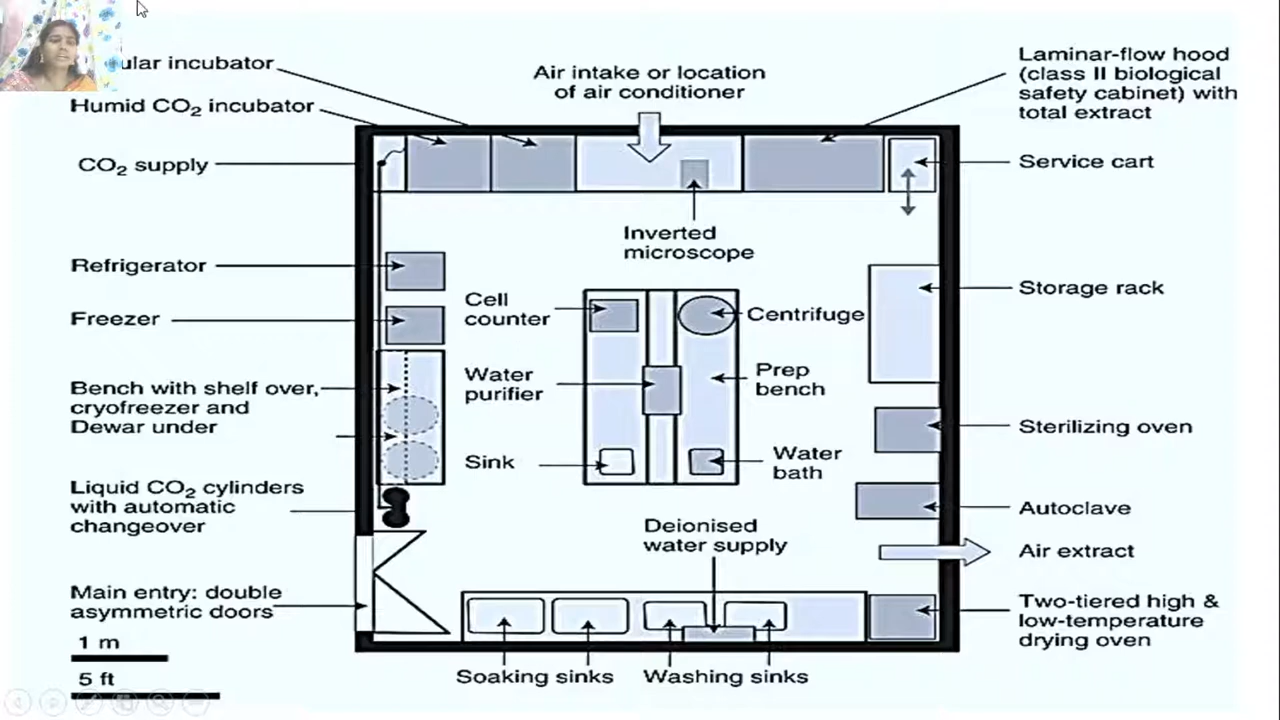 incubator
Humid CO₂ incubator
CO₂ supply
Refrigerator
Freezer
Bench with shelf over,
cryofreezer and
Dewar under
Liquid CO₂ cylinders
with automatic
changeover
Main entry: double
asymmetric doors
1 m
5 ft
Air intake or location
of air conditioner
Inverted
microscope
Cell
counter
Centrifuge
Water
purifier
Prep
bench
Sink
Water
bath
Deionised
water supply
Soaking sinks
Washing sinks
Laminar-flow hood
(class II biological
safety cabinet) with
total extract
Service cart
Storage rack
Sterilizing oven
Autoclave
Air extract
Two-tiered high &
low-temperature
drying oven